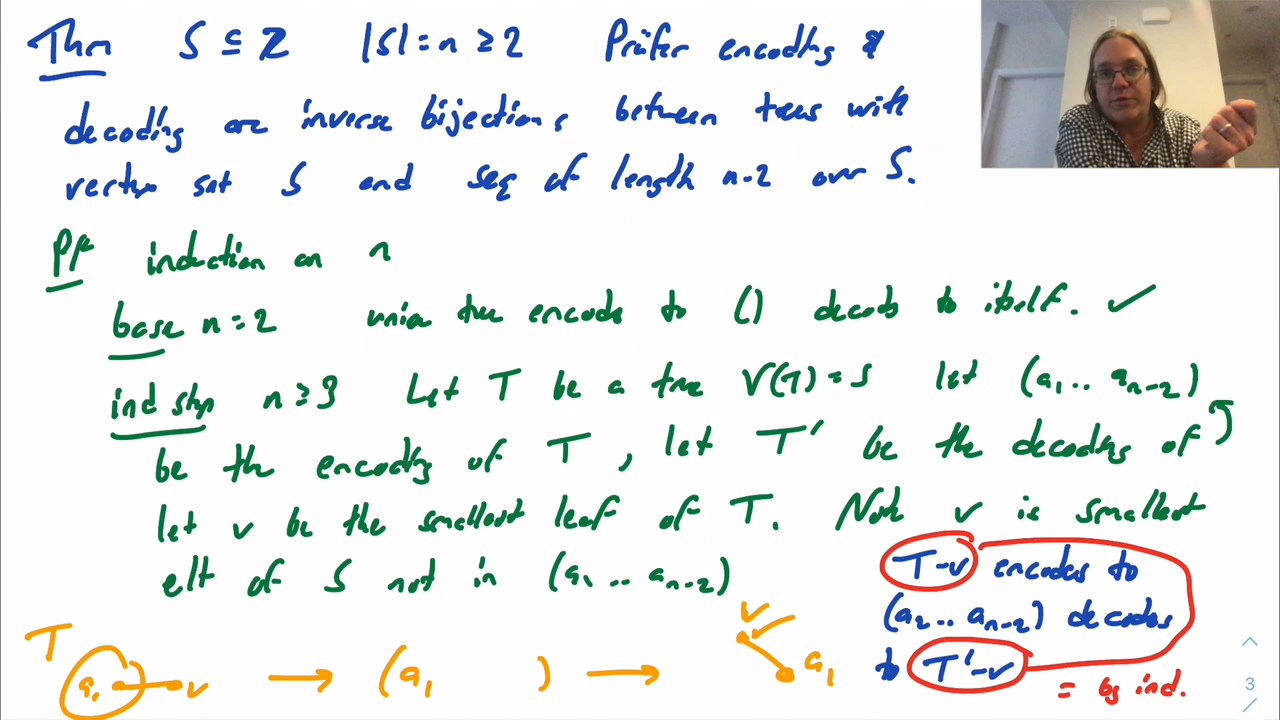 Thm S ⊆ Z |S| = n ≥ 2 Prüfer encoding &
decoding are inverse bijections between trees with
vertex set S and seq of length n-2 over S.
Pf induction on n
base n = 2 unique tree encodes to () decodes to itself. ✓
ind step n ≥ 3 Let T be a tree V(T) = S let (a₁ .. aₙ₋₂)
be the encoding of T, let T' be the decoding of
let v be the smallest leaf of T. Note v is smallest
elt of S not in (a₁ .. aₙ₋₂)
T-v encodes to
(a₂ .. aₙ₋₂) decodes
to T'-v
= by ind.
T
a₁ v → (a₁ ) → v a₁
3